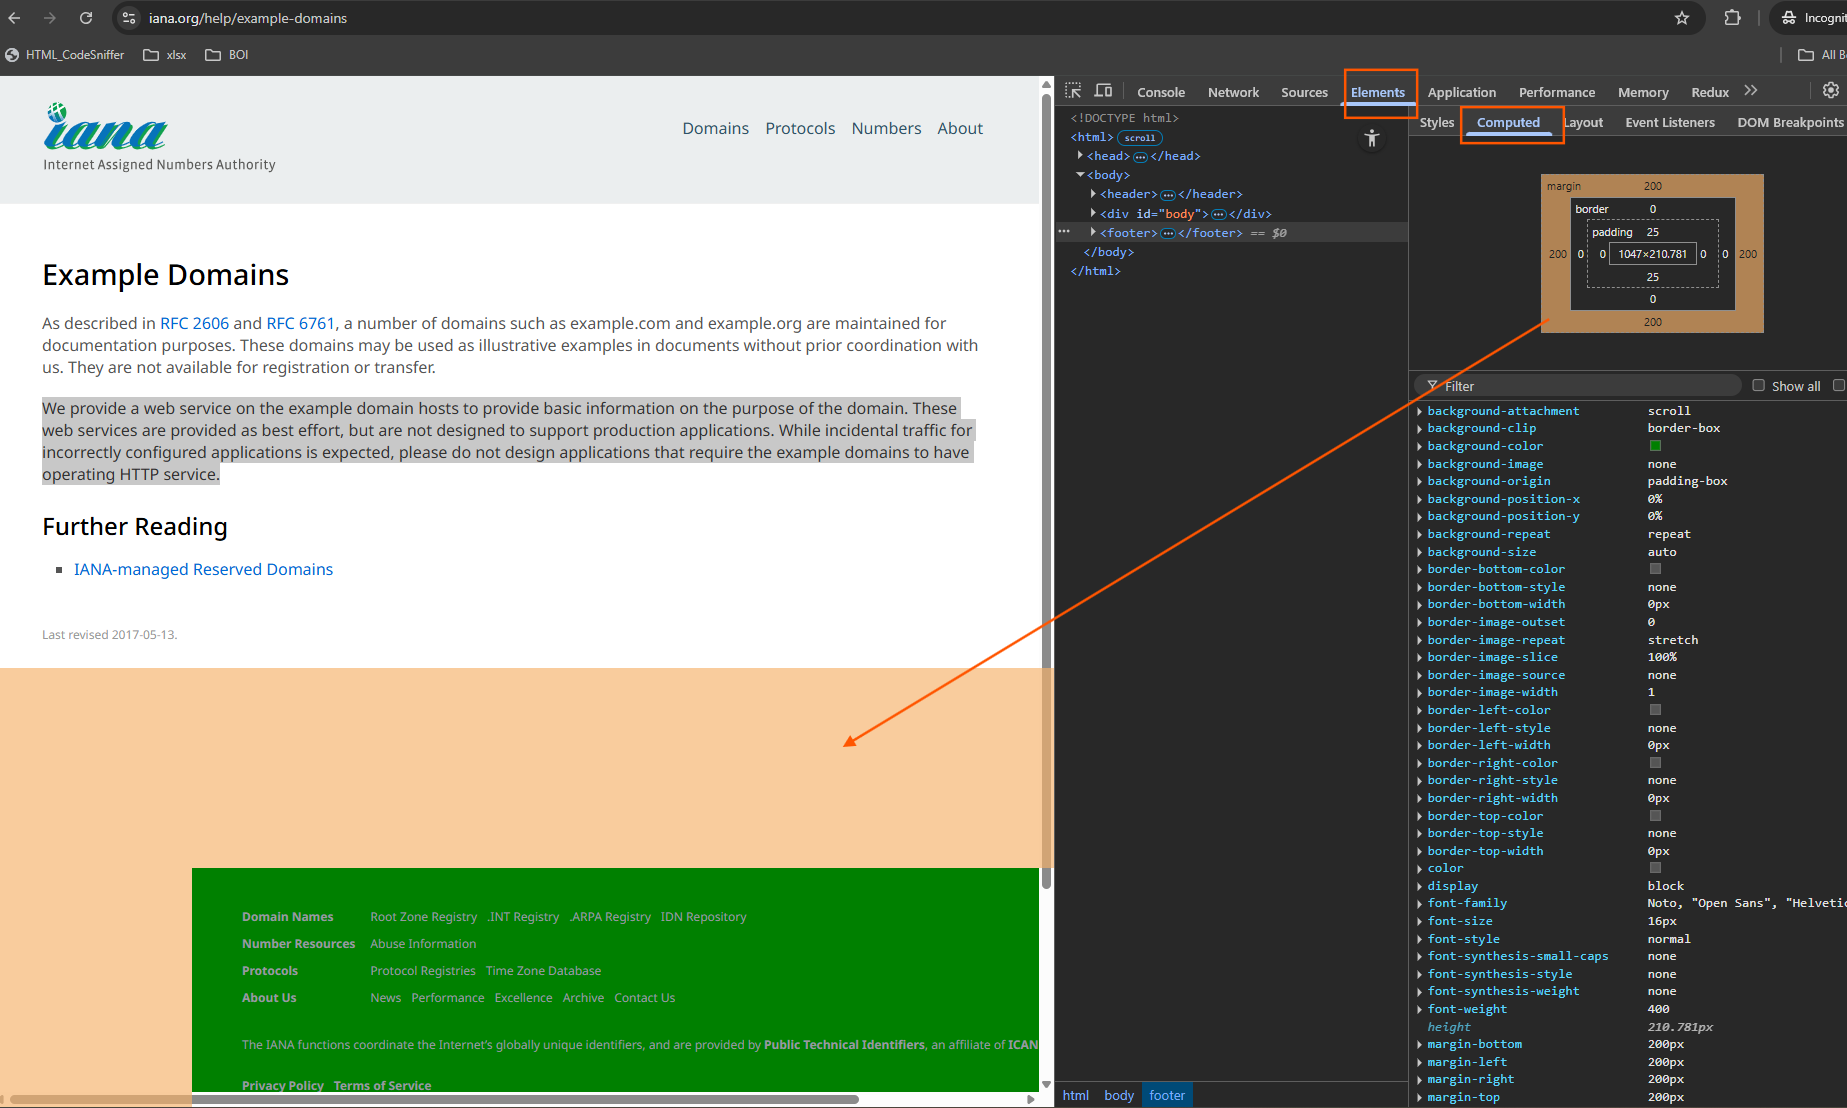 iana.org/help/example-domains
Incogni
HTML_CodeSniffer xlsx BOI
All B
iana
Internet Assigned Numbers Authority
Domains Protocols Numbers About
Example Domains
As described in RFC 2606 and RFC 6761, a number of domains such as example.com and example.org are maintained for
documentation purposes. These domains may be used as illustrative examples in documents without prior coordination with
us. They are not available for registration or transfer.
We provide a web service on the example domain hosts to provide basic information on the purpose of the domain. These
web services are provided as best effort, but are not designed to support production applications. While incidental traffic for
incorrectly configured applications is expected, please do not design applications that require the example domains to have
operating HTTP service.
Further Reading
IANA-managed Reserved Domains
Last revised 2017-05-13.
Domain Names Root Zone Registry .INT Registry .ARPA Registry IDN Repository
Number Resources Abuse Information
Protocols Protocol Registries Time Zone Database
About Us News Performance Excellence Archive Contact Us
The IANA functions coordinate the Internet's globally unique identifiers, and are provided by Public Technical Identifiers, an affiliate of ICAN
Privacy Policy Terms of Service
Console Network Sources Elements Application Performance Memory Redux
<!DOCTYPE html>
<html> scroll
<head> </head>
<body>
<header> </header>
<div id="body"> </div>
<footer> </footer> == $0
</body>
</html>
html body footer
Styles Computed Layout Event Listeners DOM Breakpoints
margin 200
border 0
padding 25
200 0 0 1047×210.781 0 0 200
25
0
200
Filter Show all
background-attachment scroll
background-clip border-box
background-color
background-image none
background-origin padding-box
background-position-x 0%
background-position-y 0%
background-repeat repeat
background-size auto
border-bottom-color
border-bottom-style none
border-bottom-width 0px
border-image-outset 0
border-image-repeat stretch
border-image-slice 100%
border-image-source none
border-image-width 1
border-left-color
border-left-style none
border-left-width 0px
border-right-color
border-right-style none
border-right-width 0px
border-top-color
border-top-style none
border-top-width 0px
color
display block
font-family Noto, "Open Sans", "Helvetic
font-size 16px
font-style normal
font-synthesis-small-caps none
font-synthesis-style none
font-synthesis-weight none
font-weight 400
height 210.781px
margin-bottom 200px
margin-left 200px
margin-right 200px
margin-top 200px